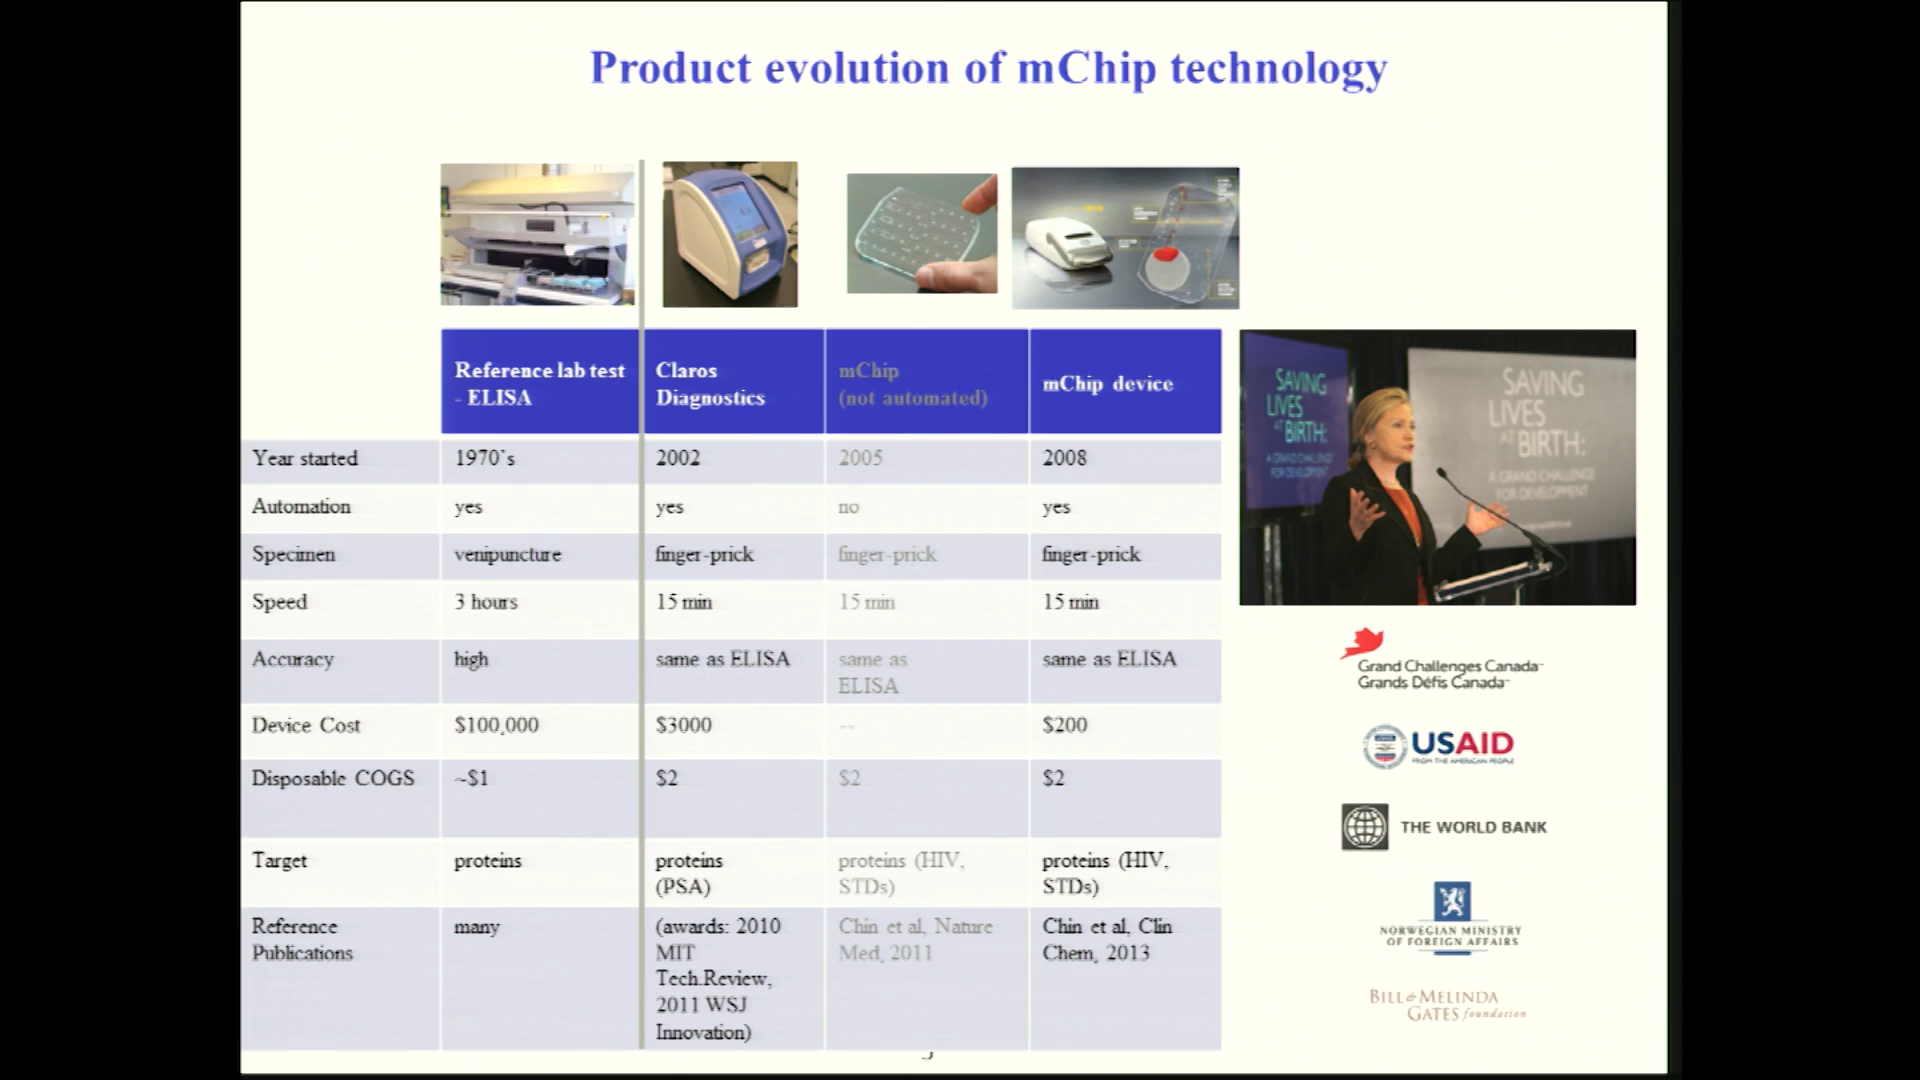 Product evolution of mChip technology
Reference lab test
- ELISA
Claros
Diagnostics
mChip
(not automated)
mChip device
Year started
1970's
2002
2005
2008
Automation
yes
yes
no
yes
Specimen
venipuncture
finger-prick
finger-prick
finger-prick
Speed
3 hours
15 min
15 min
15 min
Accuracy
high
same as ELISA
same as
ELISA
same as ELISA
Device Cost
$100,000
$3000
--
$200
Disposable COGS
~$1
$2
$2
$2
Target
proteins
proteins
(PSA)
proteins (HIV,
STDs)
proteins (HIV,
STDs)
Reference
Publications
many
(awards: 2010
MIT
Tech.Review,
2011 WSJ
Innovation)
Chin et al, Nature
Med, 2011
Chin et al, Clin
Chem, 2013
SAVING
LIVES
AT BIRTH:
A GRAND CHALLENGE
FOR DEVELOPMENT
SAVING
LIVES
AT BIRTH:
A GRAND CHALLENGE
FOR DEVELOPMENT
Grand Challenges Canada™
Grands Défis Canada™
USAID
FROM THE AMERICAN PEOPLE
THE WORLD BANK
NORWEGIAN MINISTRY
OF FOREIGN AFFAIRS
BILL & MELINDA
GATES foundation